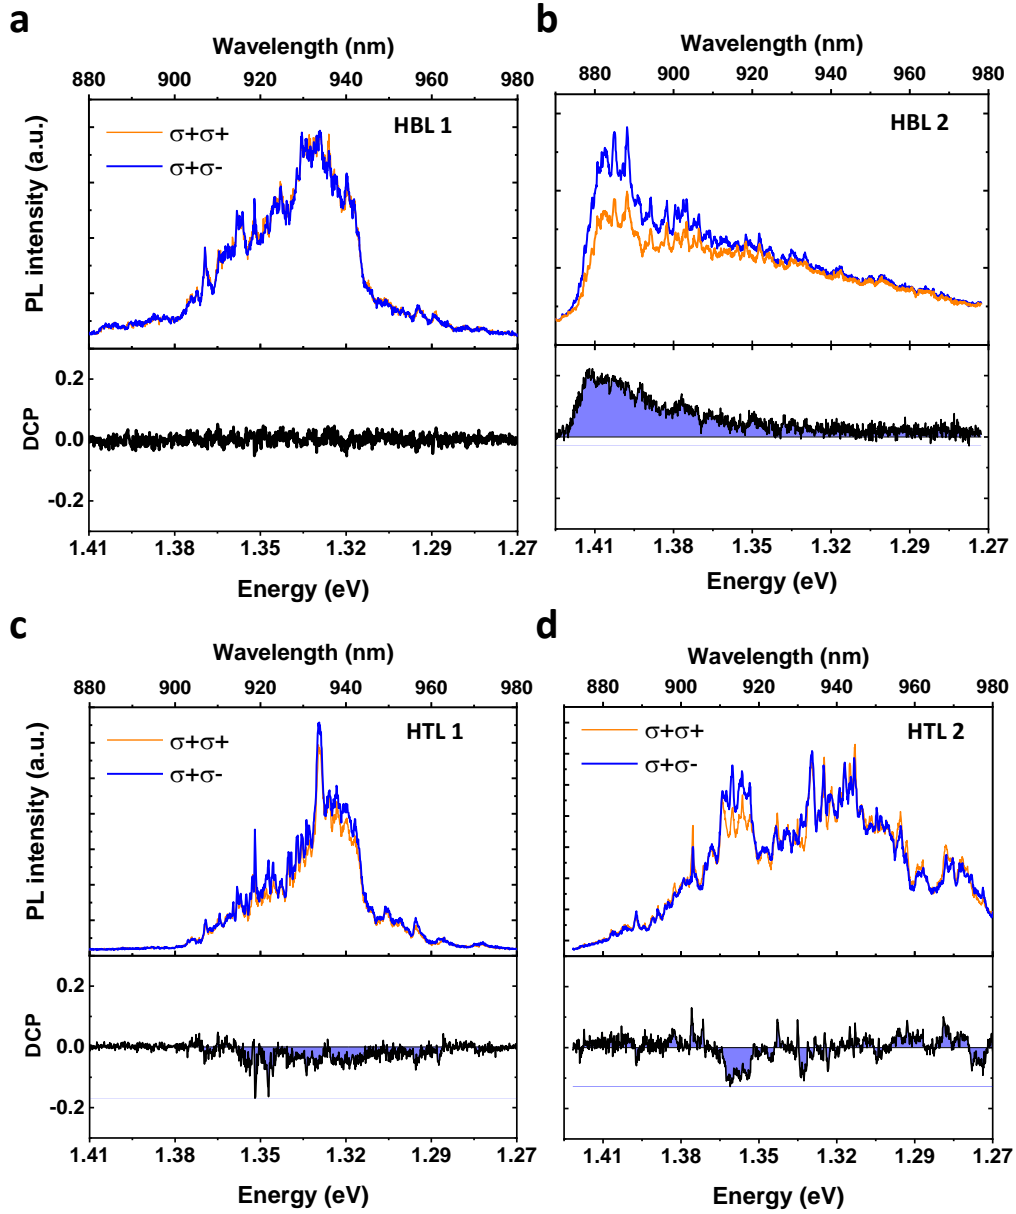 a
Wavelength (nm)
880 900 920 940 960 980
σ+σ+
σ+σ-
HBL 1
PL intensity (a.u.)
0.2
0.0
-0.2
DCP
1.41 1.38 1.35 1.32 1.29 1.27
Energy (eV)
b
Wavelength (nm)
880 900 920 940 960 980
HBL 2
1.41 1.38 1.35 1.32 1.29 1.27
Energy (eV)
c
Wavelength (nm)
880 900 920 940 960 980
σ+σ+
σ+σ-
HTL 1
PL intensity (a.u.)
0.2
0.0
-0.2
DCP
1.41 1.38 1.35 1.32 1.29 1.27
Energy (eV)
d
Wavelength (nm)
880 900 920 940 960 980
σ+σ+
σ+σ-
HTL 2
1.41 1.38 1.35 1.32 1.29 1.27
Energy (eV)